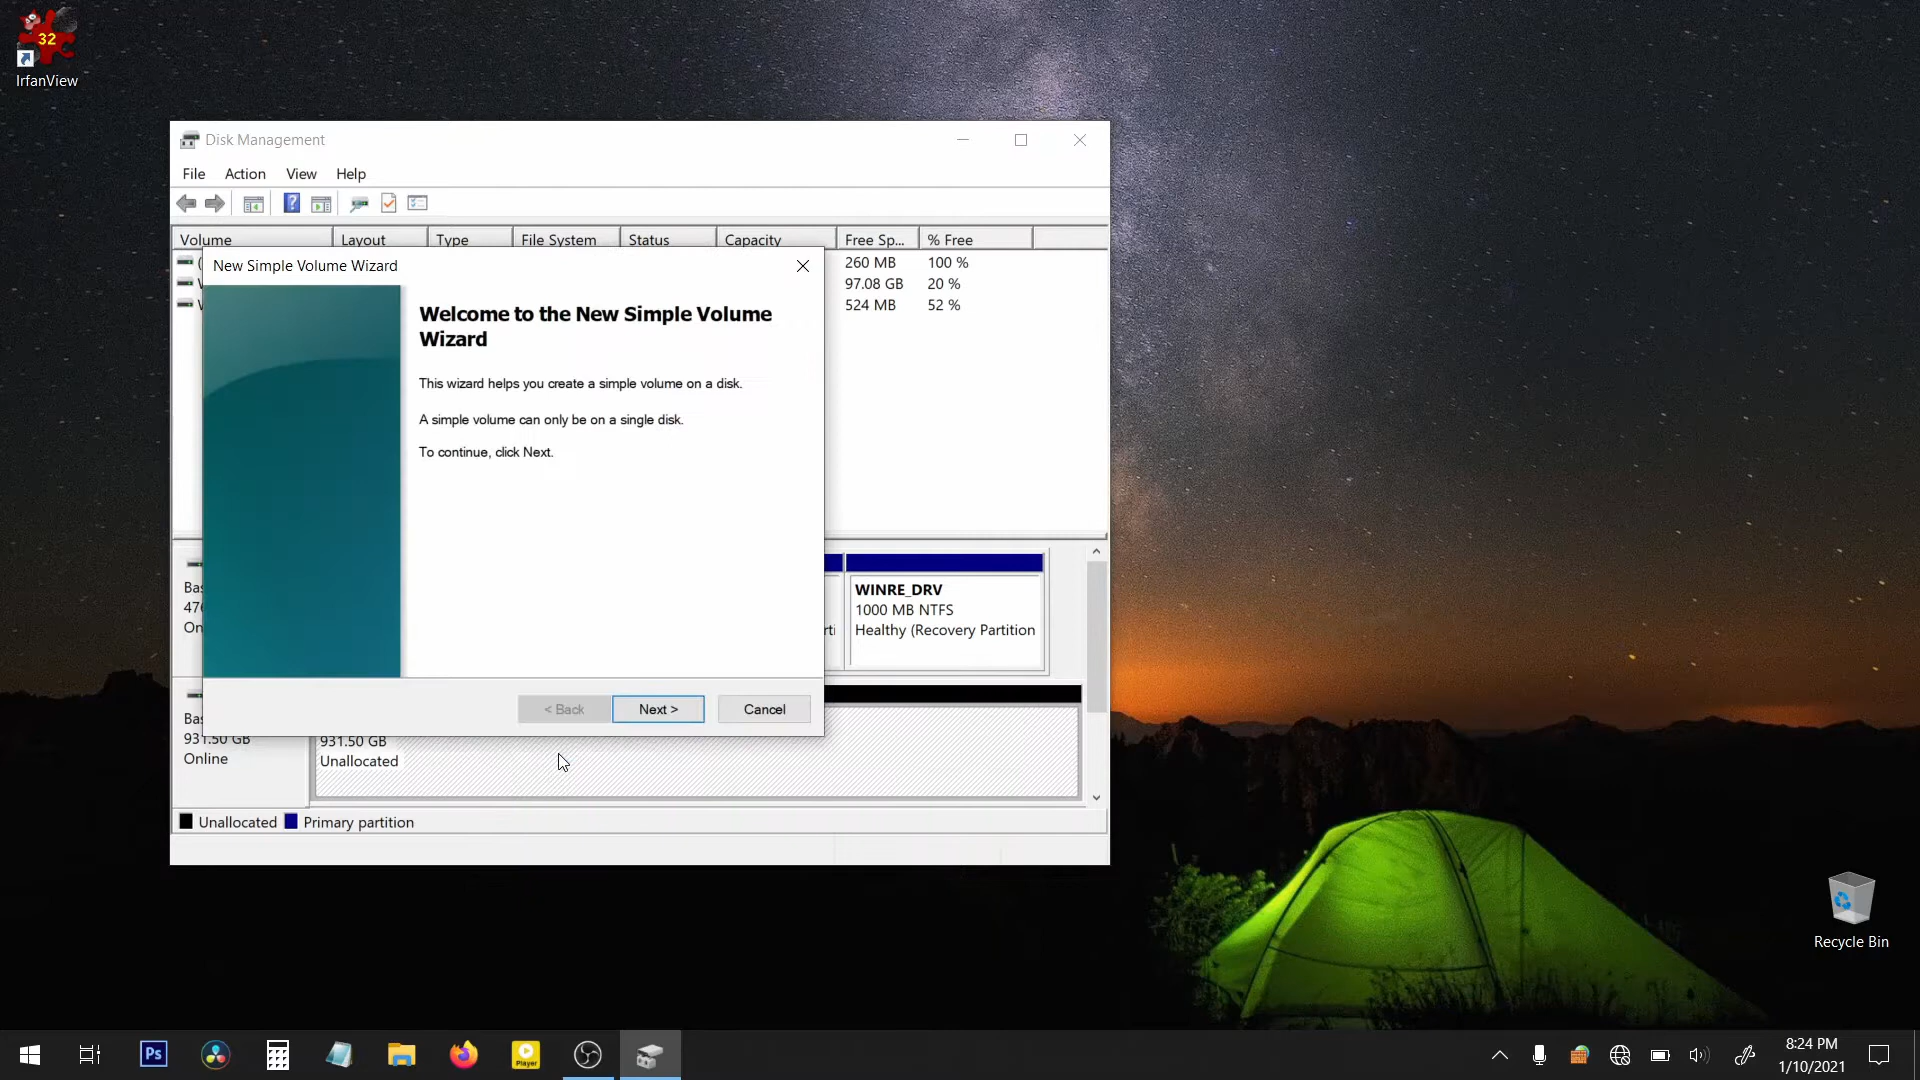 32
IrfanView
Disk Management
File Action View Help
Volume Layout Type File System Status Capacity Free Sp... % Free
260 MB 100 %
97.08 GB 20 %
524 MB 52 %
New Simple Volume Wizard
Welcome to the New Simple Volume
Wizard
This wizard helps you create a simple volume on a disk.
A simple volume can only be on a single disk.
To continue, click Next.
< Back Next > Cancel
Bas
476
On
WINRE_DRV
1000 MB NTFS
Healthy (Recovery Partition
Bas
931.50 GB
Online
931.50 GB
Unallocated
Unallocated Primary partition
Recycle Bin
Ps
Player
8:24 PM
1/10/2021